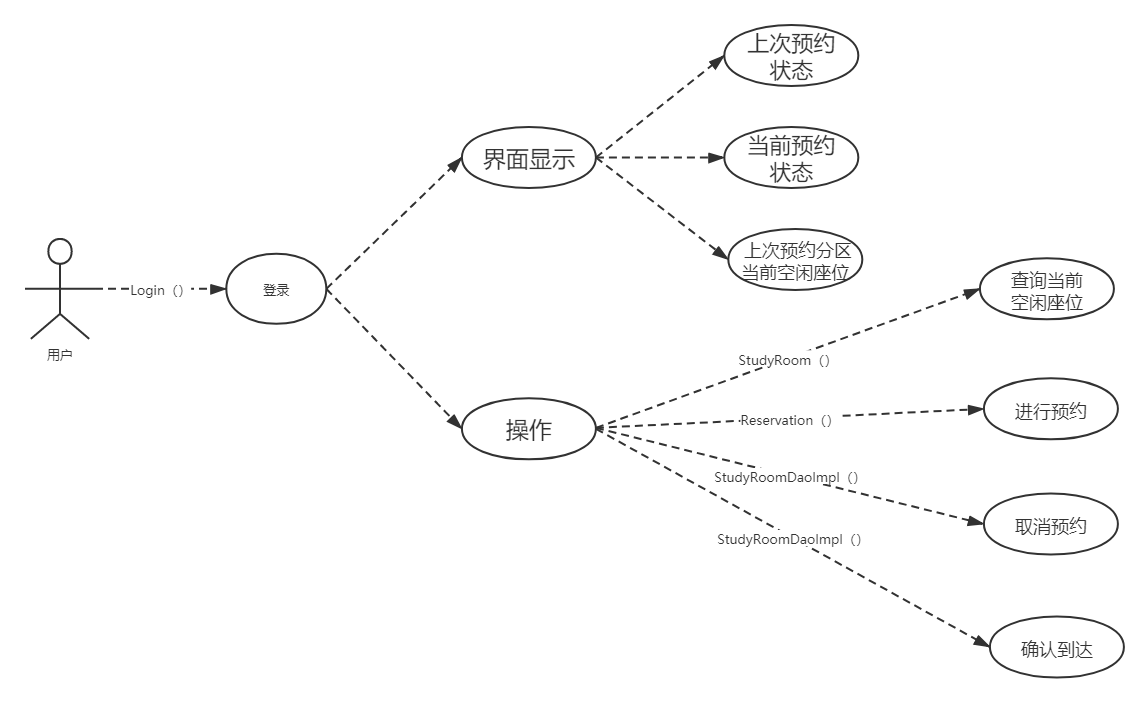 上次预约
状态
界面显示
当前预约
状态
上次预约分区
当前空闲座位
Login（）
登录
用户
查询当前
空闲座位
StudyRoom（）
操作
Reservation（）
进行预约
StudyRoomDaoImpl（）
取消预约
StudyRoomDaoImpl（）
确认到达